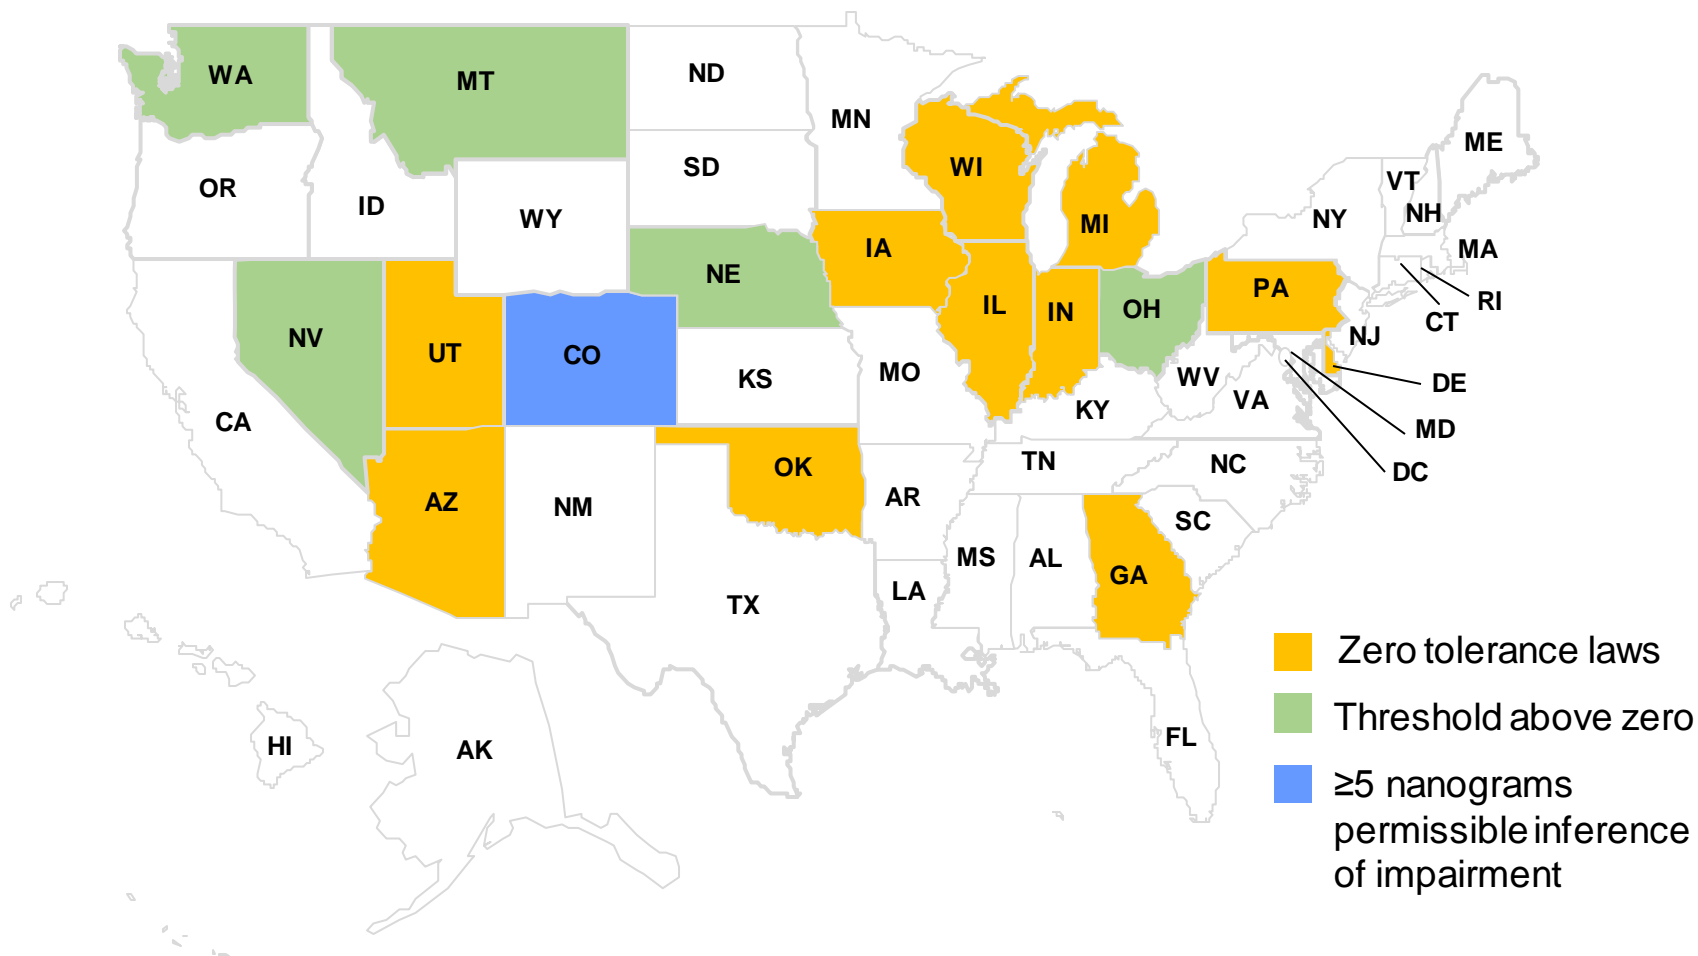 WA
MT
ND
MN
ME
OR
ID
WY
SD
WI
MI
VT
NH
NY
MA
IA
NE
PA
RI
CT
NV
UT
CO
KS
MO
IL
IN
OH
NJ
WV
VA
KY
DE
MD
DC
CA
AZ
NM
OK
AR
TN
NC
SC
MS
AL
GA
LA
TX
FL
HI
AK
Zero tolerance laws
Threshold above zero
≥5 nanograms
permissible inference
of impairment